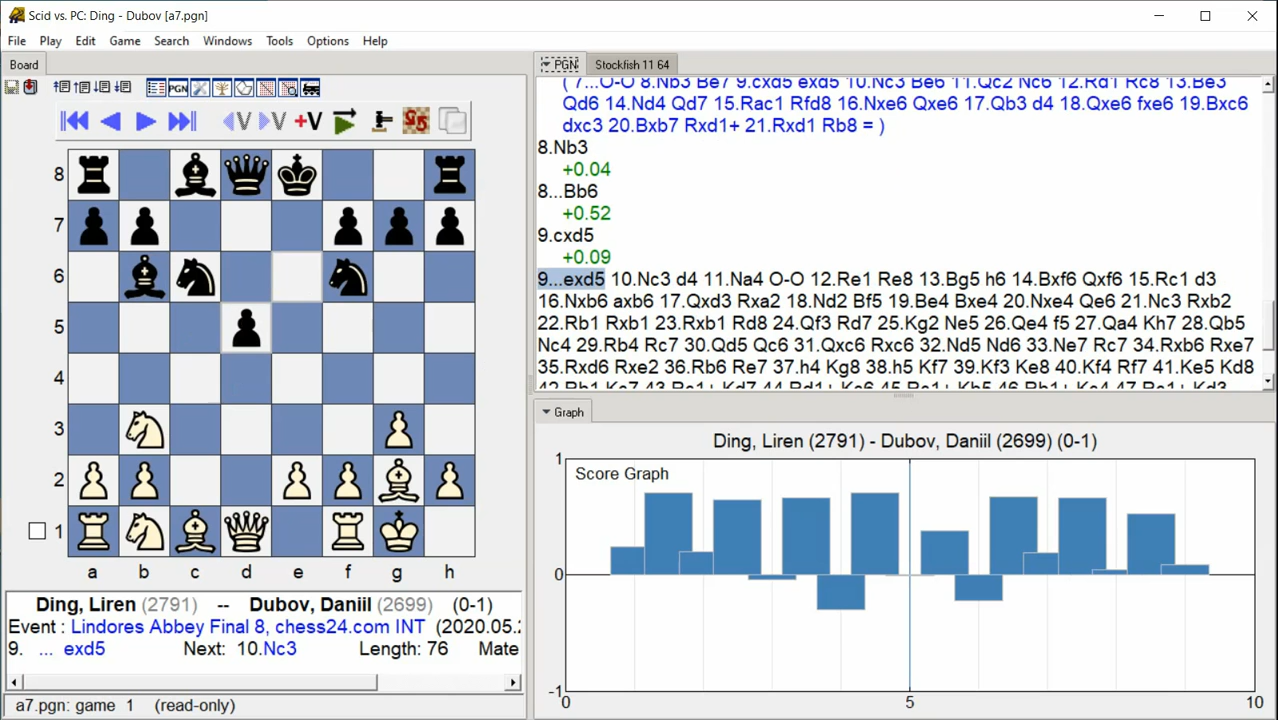 Scid vs. PC: Ding - Dubov [a7.pgn]
File Play Edit Game Search Windows Tools Options Help
Board
PGN
+V
8
7
6
5
4
3
2
1
a b c d e f g h
Ding, Liren (2791) -- Dubov, Daniil (2699) (0-1)
Event : Lindores Abbey Final 8, chess24.com INT (2020.05.2
9. ... exd5 Next: 10.Nc3 Length: 76 Mate
a7.pgn: game 1 (read-only)
PGN Stockfish 11 64
( 7...O-O 8.Nb3 Be7 9.cxd5 exd5 10.Nc3 Be6 11.Qc2 Nc6 12.Rd1 Rc8 13.Be3
Qd6 14.Nd4 Qd7 15.Rac1 Rfd8 16.Nxe6 Qxe6 17.Qb3 d4 18.Qxe6 fxe6 19.Bxc6
dxc3 20.Bxb7 Rxd1+ 21.Rxd1 Rb8 = )
8.Nb3
+0.04
8...Bb6
+0.52
9.cxd5
+0.09
9...exd5 10.Nc3 d4 11.Na4 O-O 12.Re1 Re8 13.Bg5 h6 14.Bxf6 Qxf6 15.Rc1 d3
16.Nxb6 axb6 17.Qxd3 Rxa2 18.Nd2 Bf5 19.Be4 Bxe4 20.Nxe4 Qe6 21.Nc3 Rxb2
22.Rb1 Rxb1 23.Rxb1 Rd8 24.Qf3 Rd7 25.Kg2 Ne5 26.Qe4 f5 27.Qa4 Kh7 28.Qb5
Nc4 29.Rb4 Rc7 30.Qd5 Qc6 31.Qxc6 Rxc6 32.Nd5 Nd6 33.Ne7 Rc7 34.Rxb6 Rxe7
35.Rxd6 Rxe2 36.Rb6 Re7 37.h4 Kg8 38.h5 Kf7 39.Kf3 Ke8 40.Kf4 Rf7 41.Ke5 Kd8
Graph
Ding, Liren (2791) - Dubov, Daniil (2699) (0-1)
Score Graph
1
0
-1
0 5 10